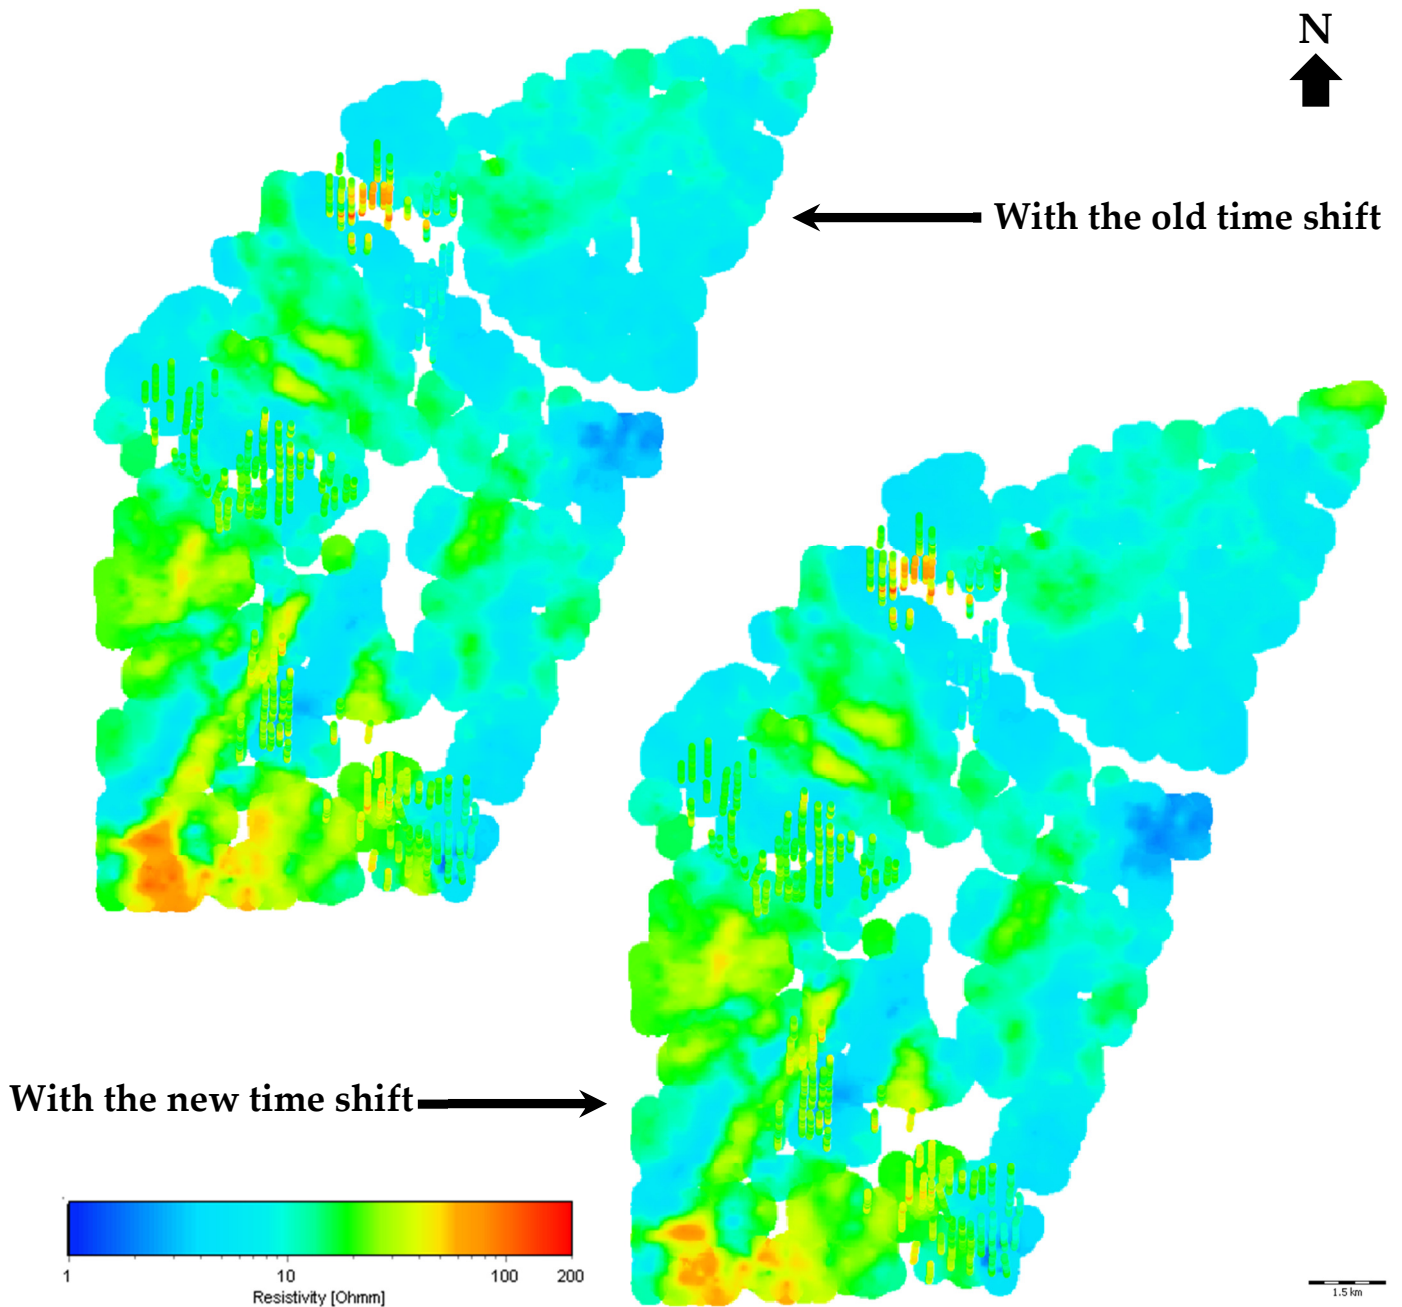 N
With the old time shift
With the new time shift
1 10 100 200
Resistivity [Ohmm]
1.5 km